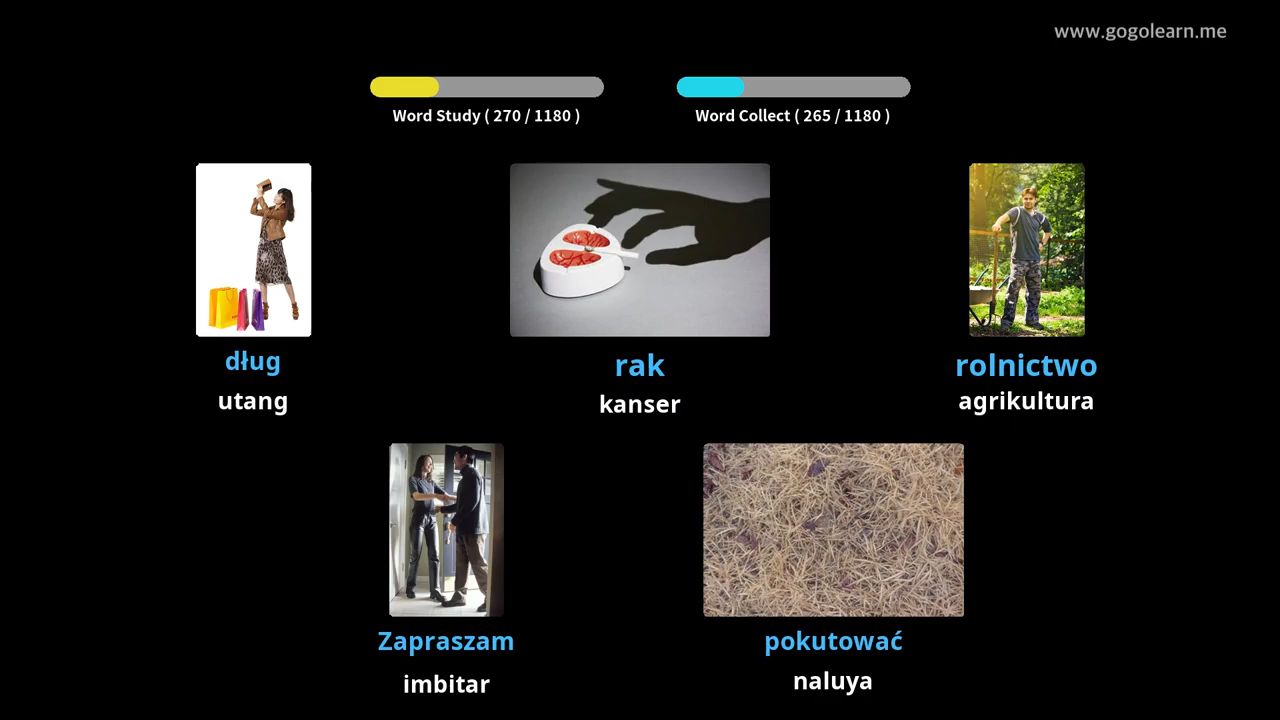 www.gogolearn.me
Word Study ( 270 / 1180 )
Word Collect ( 265 / 1180 )
dług
utang
rak
kanser
rolnictwo
agrikultura
Zapraszam
imbitar
pokutować
naluya